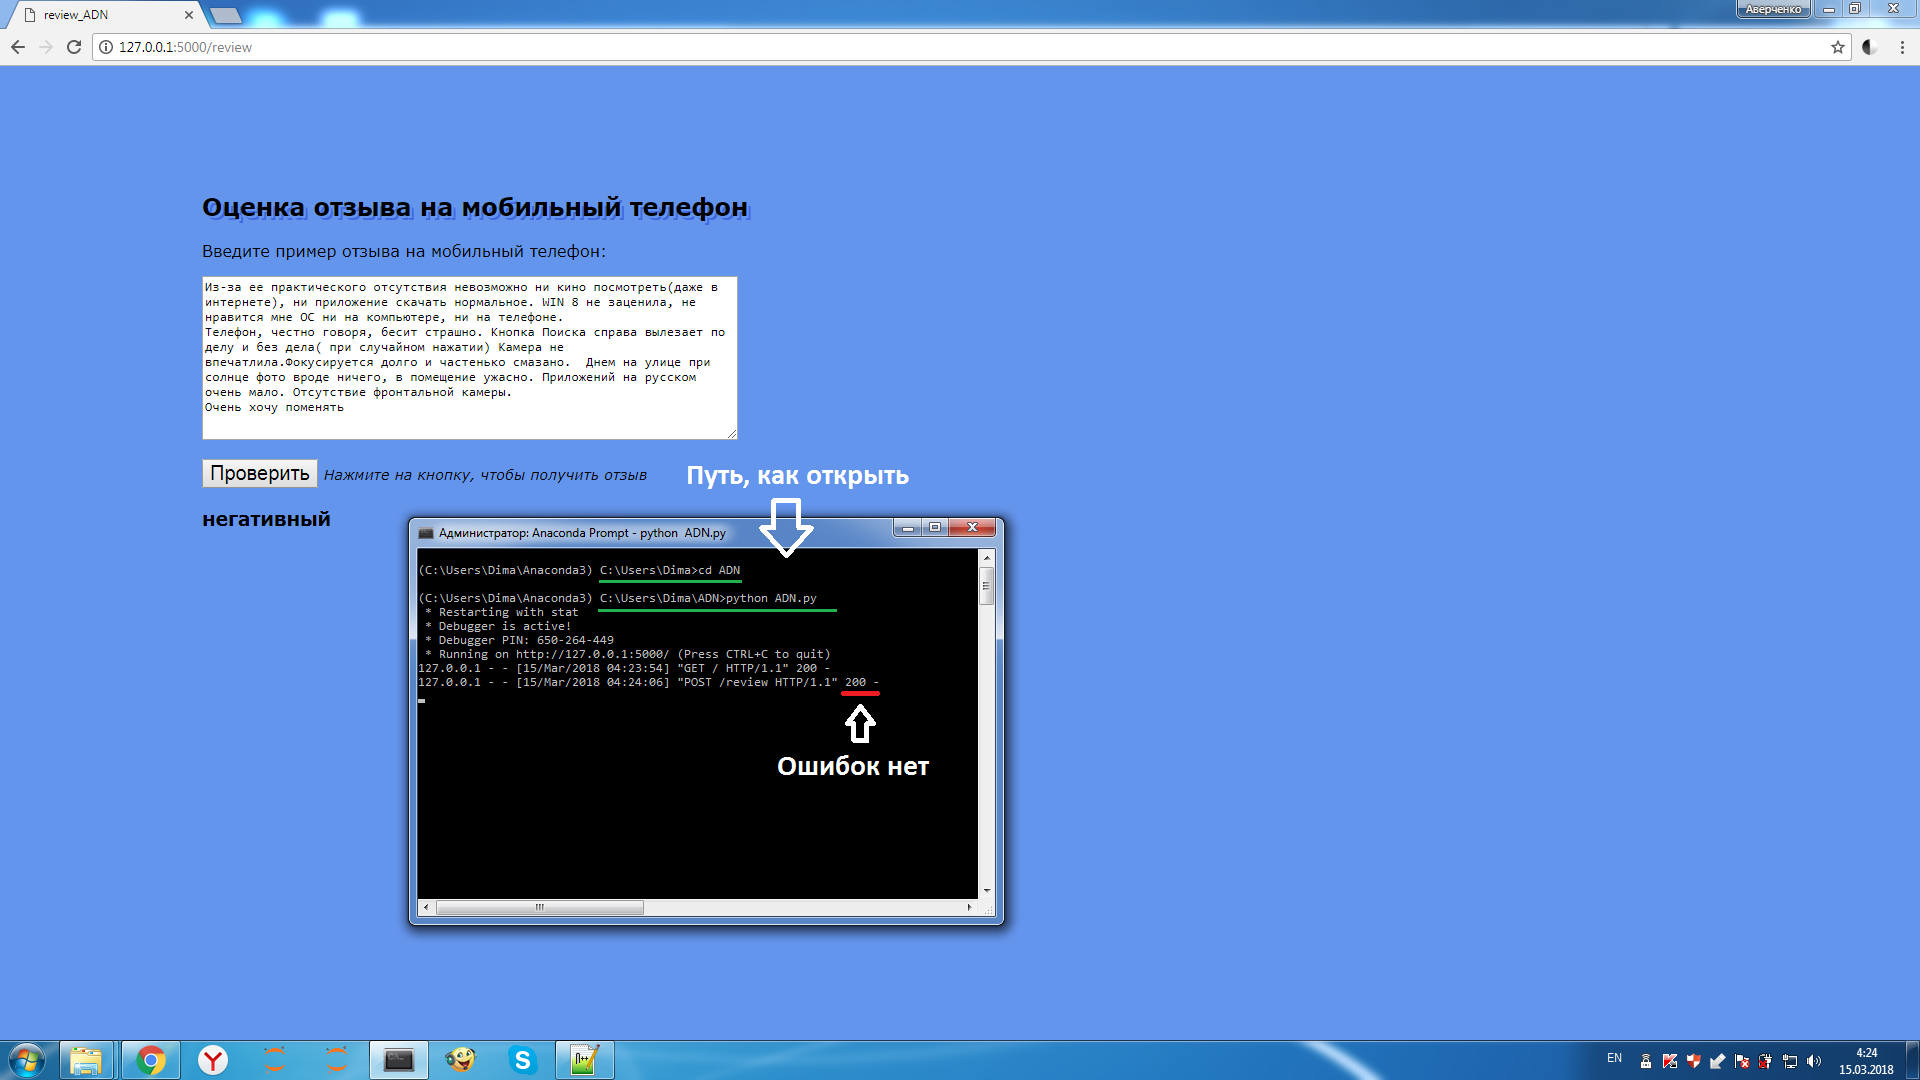 review_ADN
Аверченко
127.0.0.1:5000/review
Оценка отзыва на мобильный телефон
Введите пример отзыва на мобильный телефон:
Из-за ее практического отсутствия невозможно ни кино посмотреть(даже в
интернете), ни приложение скачать нормальное. WIN 8 не заценила, не
нравится мне ОС ни на компьютере, ни на телефоне.
Телефон, честно говоря, бесит страшно. Кнопка Поиска справа вылезает по
делу и без дела( при случайном нажатии) Камера не
впечатлила.Фокусируется долго и частенько смазано.  Днем на улице при
солнце фото вроде ничего, в помещение ужасно. Приложений на русском
очень мало. Отсутствие фронтальной камеры.
Очень хочу поменять
Проверить Нажмите на кнопку, чтобы получить отзыв
Путь, как открыть
негативный
Администратор: Anaconda Prompt - python  ADN.py
(C:\Users\Dima\Anaconda3) C:\Users\Dima>cd ADN
(C:\Users\Dima\Anaconda3) C:\Users\Dima\ADN>python ADN.py
* Restarting with stat
* Debugger is active!
* Debugger PIN: 650-264-449
* Running on http://127.0.0.1:5000/ (Press CTRL+C to quit)
127.0.0.1 - - [15/Mar/2018 04:23:54] "GET / HTTP/1.1" 200 -
127.0.0.1 - - [15/Mar/2018 04:24:06] "POST /review HTTP/1.1" 200 -
Ошибок нет
EN
4:24
15.03.2018